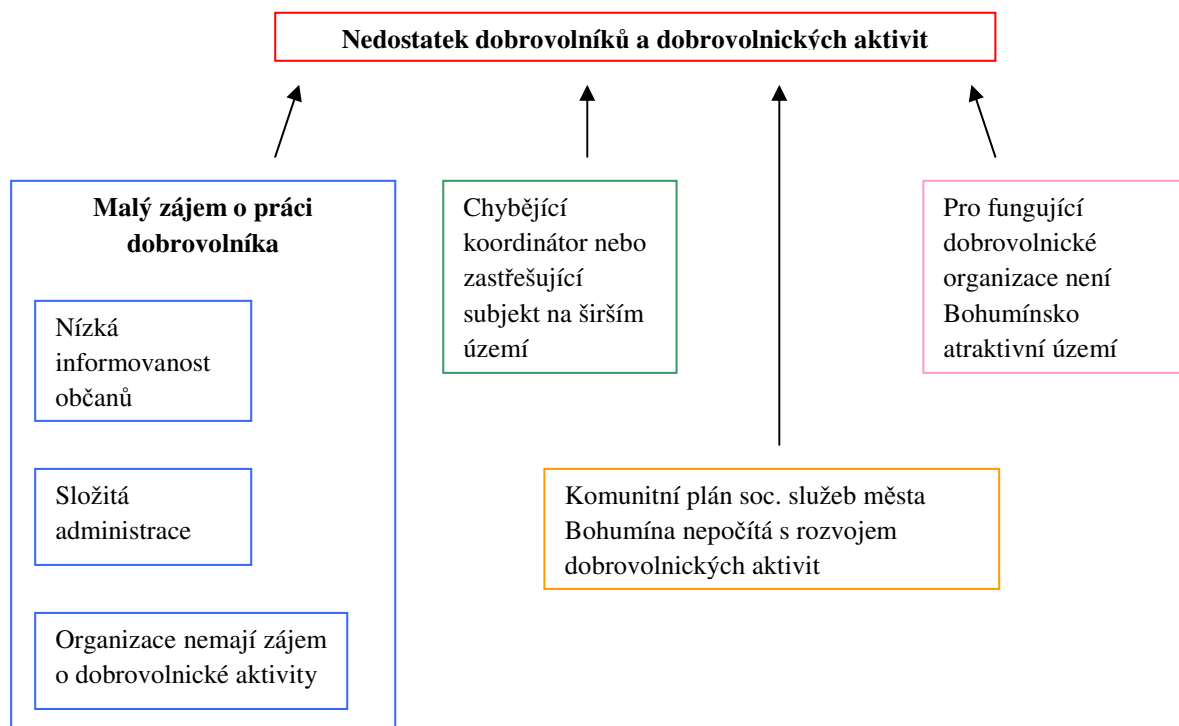 Nedostatek dobrovolníků a dobrovolnických aktivit
Malý zájem o práci
dobrovolníka
Nízká
informovanost
občanů
Složitá
administrace
Organizace nemají zájem
o dobrovolnické aktivity
Chybějící
koordinátor nebo
zastřešující
subjekt na širším
území
Komunitní plán soc. služeb města
Bohumína nepočítá s rozvojem
dobrovolnických aktivit
Pro fungující
dobrovolnické
organizace není
Bohumínsko
atraktivní území